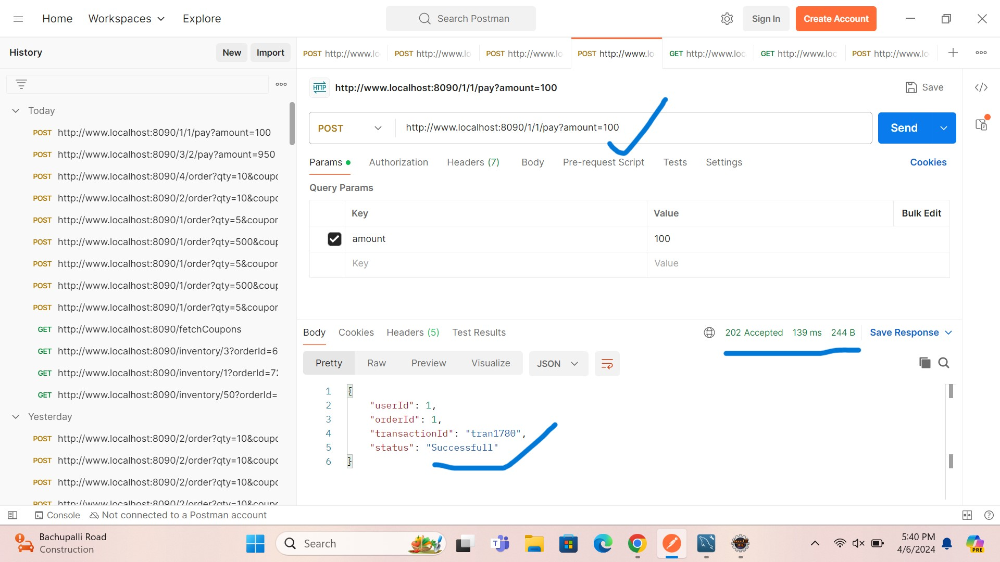 Home Workspaces Explore Search Postman Sign In Create Account
History New Import
POST http://www.lo POST http://www.lo POST http://www.lo POST http://www.lo GET http://www.loc GET http://www.loc POST http://www.lo
HTTP http://www.localhost:8090/1/1/pay?amount=100 Save
Today
POST http://www.localhost:8090/1/1/pay?amount=100
POST http://www.localhost:8090/3/2/pay?amount=950
POST http://www.localhost:8090/4/order?qty=10&coupo
POST http://www.localhost:8090/2/order?qty=10&coupo
POST http://www.localhost:8090/1/order?qty=5&coupon
POST http://www.localhost:8090/1/order?qty=500&coup
POST http://www.localhost:8090/1/order?qty=5&coupon
POST http://www.localhost:8090/1/order?qty=500&coup
POST http://www.localhost:8090/1/order?qty=5&coupon
GET http://www.localhost:8090/fetchCoupons
GET http://www.localhost:8090/inventory/3?orderId=6
GET http://www.localhost:8090/inventory/1?orderId=72
GET http://www.localhost:8090/inventory/50?orderId=
Yesterday
POST http://www.localhost:8090/2/order?qty=10&coupo
POST http://www.localhost:8090/2/order?qty=10&coupo
POST http://www.localhost:8090/2/order?qty=10&coupo
POST http://www.localhost:8090/2/order?qty=10&coupo
POST http://www.localhost:8090/1/1/pay?amount=100 Send
Params Authorization Headers (7) Body Pre-request Script Tests Settings Cookies
Query Params
Key Value Bulk Edit
amount 100
Key Value
Body Cookies Headers (5) Test Results 202 Accepted 139 ms 244 B Save Response
Pretty Raw Preview Visualize JSON
1 {
2 "userId": 1,
3 "orderId": 1,
4 "transactionId": "tran1780",
5 "status": "Successfull"
6 }
Console Not connected to a Postman account
Bachupalli Road
Construction
Search
5:40 PM
4/6/2024
PRE